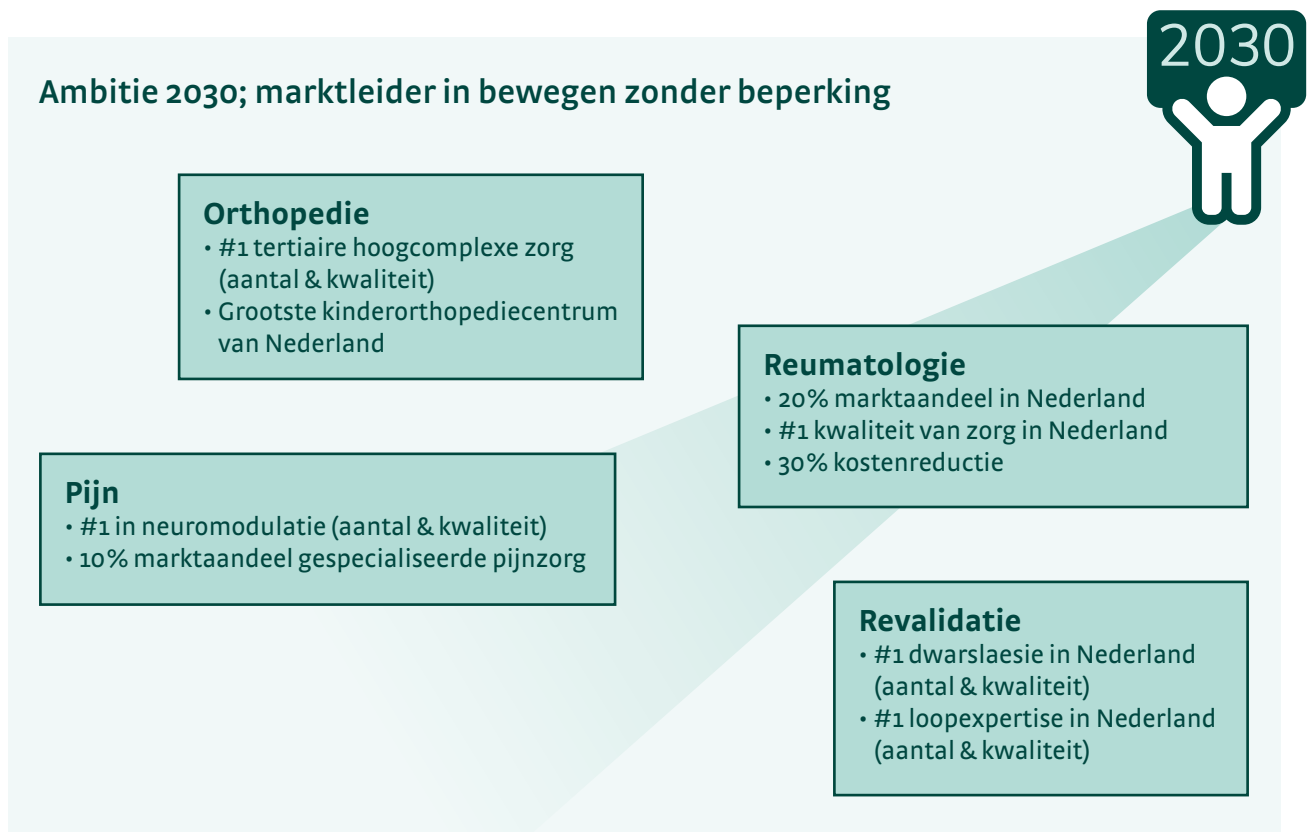 2030
Ambitie 2030; marktleider in bewegen zonder beperking
Orthopedie
• #1 tertiaire hoogcomplexe zorg
(aantal & kwaliteit)
• Grootste kinderorthopediecentrum
van Nederland
Reumatologie
• 20% marktaandeel in Nederland
• #1 kwaliteit van zorg in Nederland
• 30% kostenreductie
Pijn
• #1 in neuromodulatie (aantal & kwaliteit)
• 10% marktaandeel gespecialiseerde pijnzorg
Revalidatie
• #1 dwarslaesie in Nederland
(aantal & kwaliteit)
• #1 loopexpertise in Nederland
(aantal & kwaliteit)